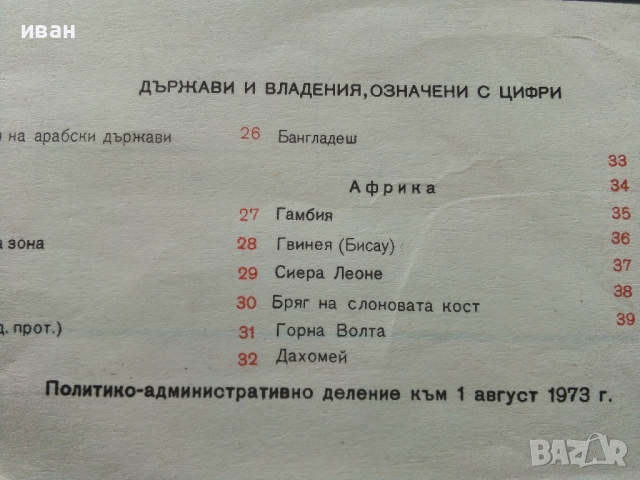 иван
ДЪРЖАВИ И ВЛАДЕНИЯ, ОЗНАЧЕНИ С ЦИФРИ
на арабски държави 26 Бангладеш
33
Африка 34
27 Гамбия 35
зона 28 Гвинея (Бисау) 36
29 Сиера Леоне 37
30 Бряг на слоновата кост 38
д. прот.) 31 Горна Волта 39
32 Дахомей
Политико-административно деление към 1 август 1973 г.
BAZAR